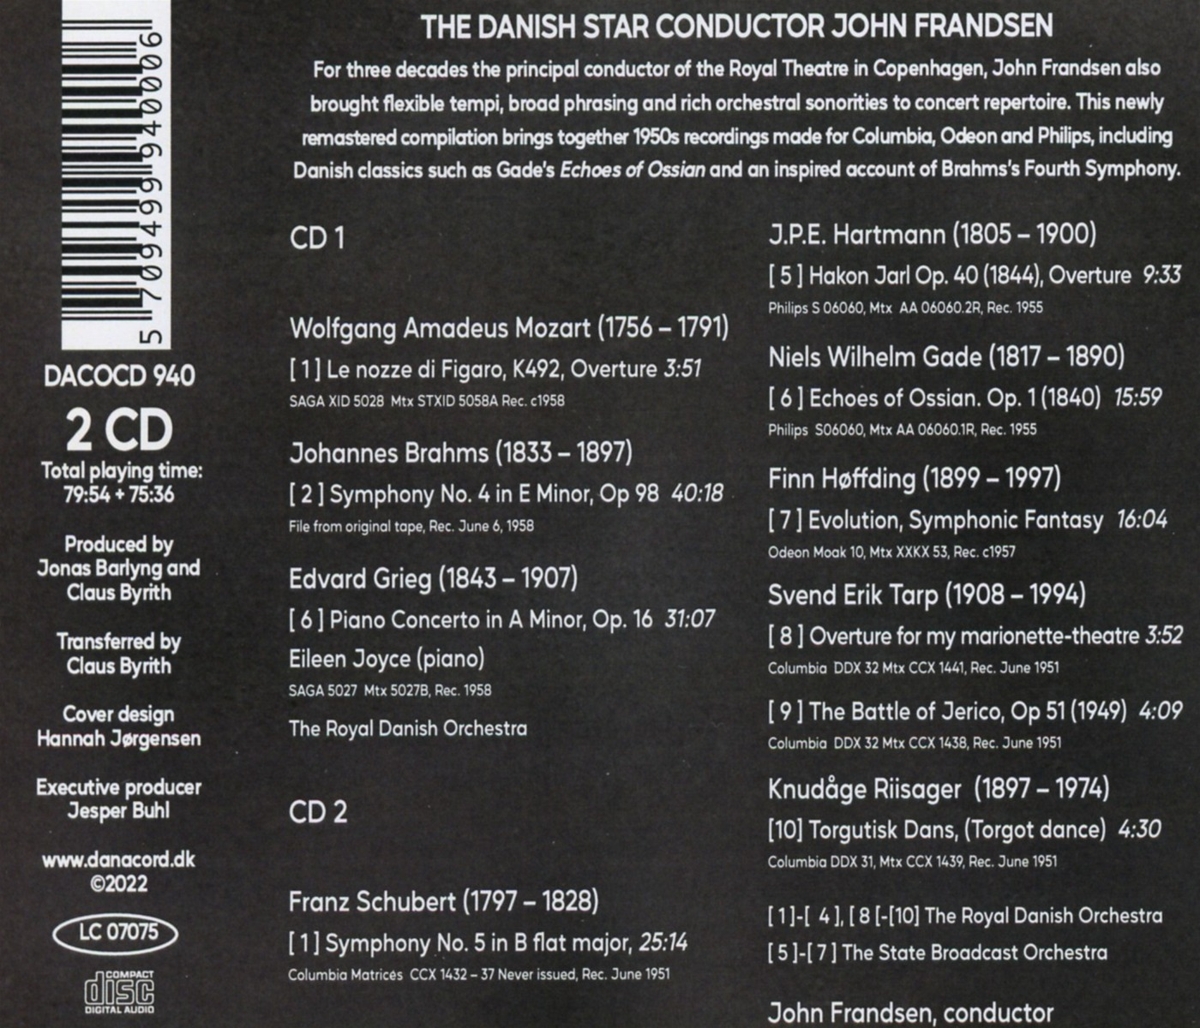 THE DANISH STAR CONDUCTOR JOHN FRANDSEN
For three decades the principal conductor of the Royal Theatre in Copenhagen, John Frandsen also
brought flexible tempi, broad phrasing and rich orchestral sonorities to concert repertoire. This newly
remastered compilation brings together 1950s recordings made for Columbia, Odeon and Philips, including
Danish classics such as Gade's Echoes of Ossian and an inspired account of Brahms's Fourth Symphony.
5 709499 940006
DACOCD 940
2 CD
Total playing time:
79:54 + 75:36
Produced by
Jonas Barlyng and
Claus Byrith
Transferred by
Claus Byrith
Cover design
Hannah Jørgensen
Executive producer
Jesper Buhl
www.danacord.dk
©2022
LC 07075
COMPACT
disc
DIGITAL AUDIO
CD 1
Wolfgang Amadeus Mozart (1756 – 1791)
[ 1 ] Le nozze di Figaro, K492, Overture 3:51
SAGA XID 5028 Mtx STXID 5058A Rec. c1958
Johannes Brahms (1833 – 1897)
[ 2 ] Symphony No. 4 in E Minor, Op 98 40:18
File from original tape, Rec. June 6, 1958
Edvard Grieg (1843 – 1907)
[ 6 ] Piano Concerto in A Minor, Op. 16 31:07
Eileen Joyce (piano)
SAGA 5027 Mtx 5027B, Rec. 1958
The Royal Danish Orchestra
CD 2
Franz Schubert (1797 – 1828)
[ 1 ] Symphony No. 5 in B flat major, 25:14
Columbia Matrices CCX 1432 – 37 Never issued, Rec. June 1951
J.P.E. Hartmann (1805 – 1900)
[ 5 ] Hakon Jarl Op. 40 (1844), Overture 9:33
Philips S 06060, Mtx AA 06060.2R, Rec. 1955
Niels Wilhelm Gade (1817 – 1890)
[ 6 ] Echoes of Ossian. Op. 1 (1840) 15:59
Philips S06060, Mtx AA 06060.1R, Rec. 1955
Finn Høffding (1899 – 1997)
[ 7 ] Evolution, Symphonic Fantasy 16:04
Odeon Moak 10, Mtx XXKX 53, Rec. c1957
Svend Erik Tarp (1908 – 1994)
[ 8 ] Overture for my marionette-theatre 3:52
Columbia DDX 32 Mtx CCX 1441, Rec. June 1951
[ 9 ] The Battle of Jerico, Op 51 (1949) 4:09
Columbia DDX 32 Mtx CCX 1438, Rec. June 1951
Knudåge Riisager (1897 – 1974)
[10] Torgutisk Dans, (Torgot dance) 4:30
Columbia DDX 31, Mtx CCX 1439, Rec. June 1951
[ 1 ]-[ 4 ], [ 8 [-[10] The Royal Danish Orchestra
[ 5 ]-[ 7 ] The State Broadcast Orchestra
John Frandsen, conductor